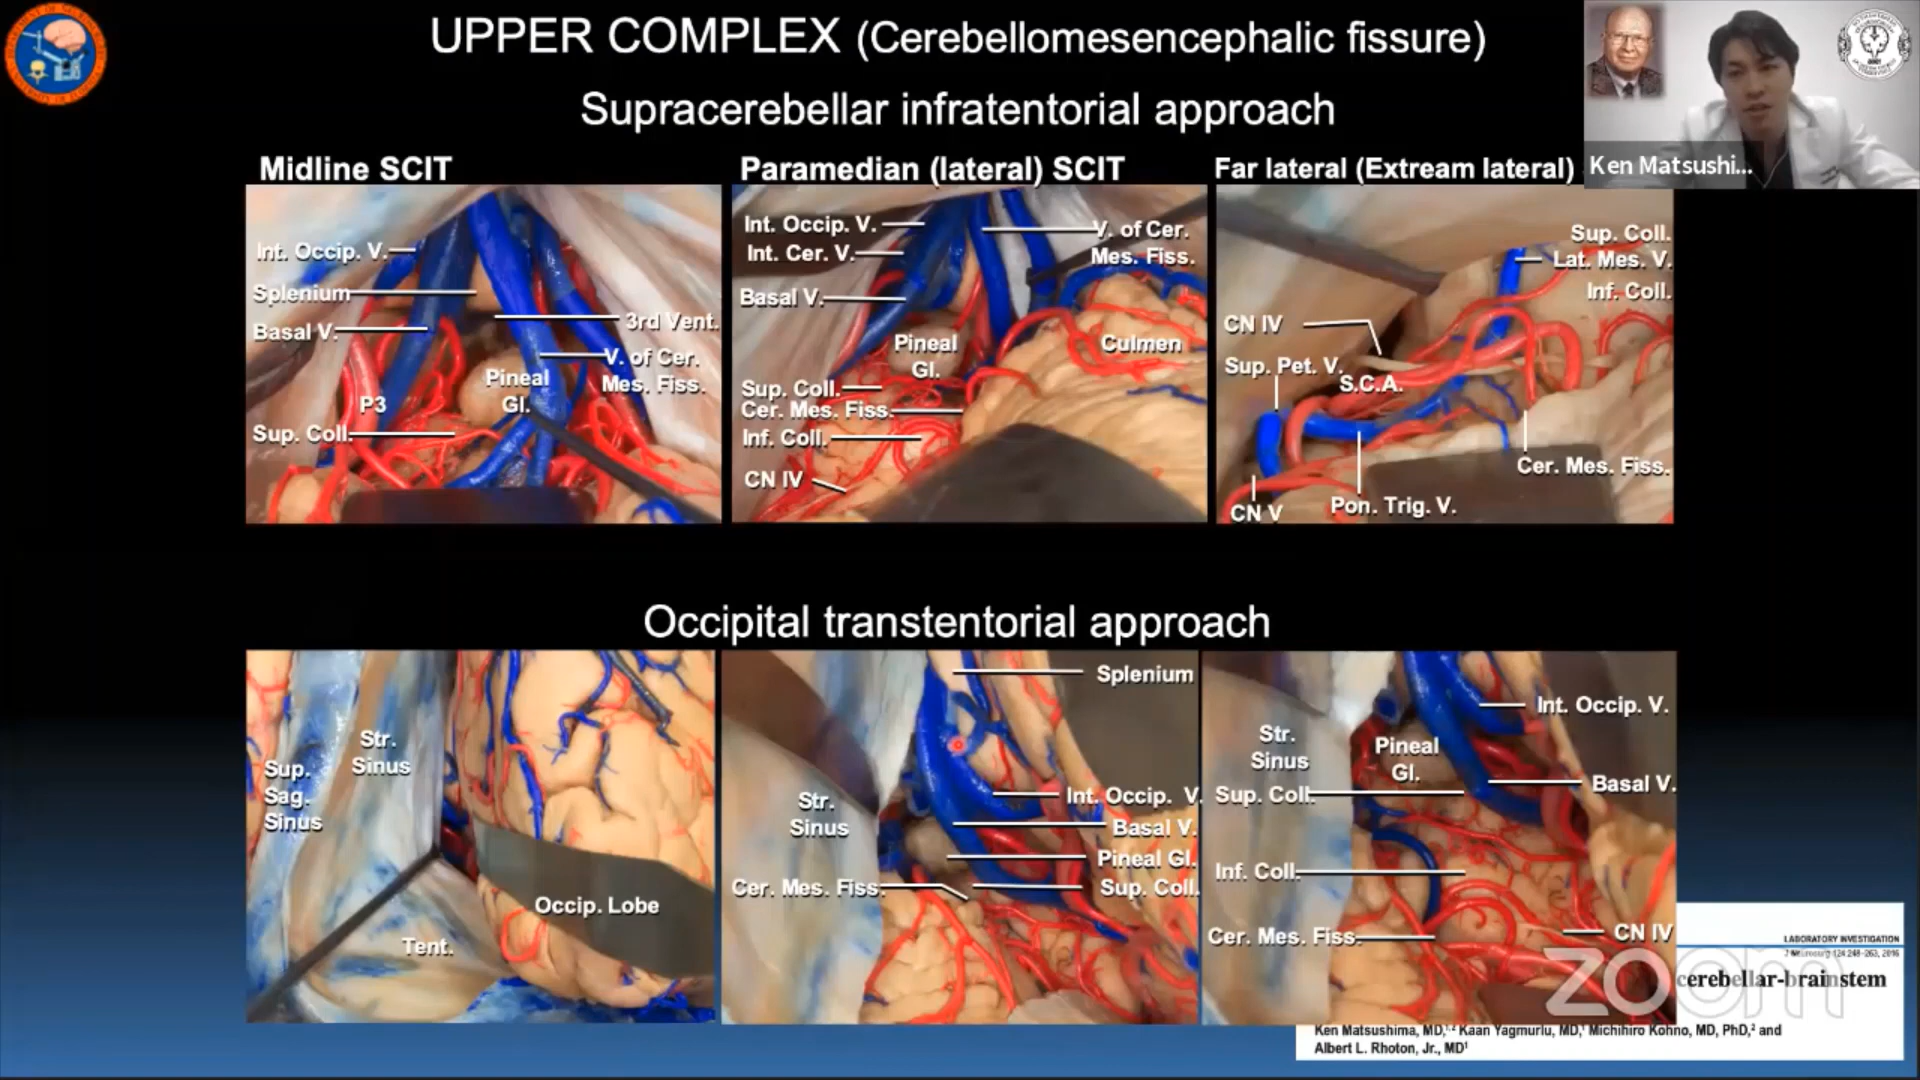 UPPER COMPLEX (Cerebellomesencephalic fissure)
Supracerebellar infratentorial approach
Ken Matsushi...
Midline SCIT
Int. Occip. V.
Splenium
Basal V.
3rd Vent.
V. of Cer.
Mes. Fiss.
Pineal
Gl.
P3
Sup. Coll.
Paramedian (lateral) SCIT
Int. Occip. V.
Int. Cer. V.
V. of Cer.
Mes. Fiss.
Basal V.
Pineal
Gl.
Culmen
Sup. Coll.
Cer. Mes. Fiss.
Inf. Coll.
CN IV
Far lateral (Extream lateral)
Sup. Coll.
Lat. Mes. V.
Inf. Coll.
CN IV
Sup. Pet. V.
S.C.A.
Cer. Mes. Fiss.
Pon. Trig. V.
CN V
Occipital transtentorial approach
Str.
Sinus
Sup.
Sag.
Sinus
Occip. Lobe
Tent.
Splenium
Str.
Sinus
Int. Occip. V.
Basal V.
Pineal Gl.
Cer. Mes. Fiss.
Sup. Coll.
Int. Occip. V.
Str.
Sinus
Pineal
Gl.
Basal V.
Sup. Coll.
Inf. Coll.
Cer. Mes. Fiss.
CN IV
zoom
LABORATORY INVESTIGATION
J Neurosurg 124:248–263, 2016
cerebellar-brainstem
Ken Matsushima, MD,1,2 Kaan Yagmurlu, MD,1 Michihiro Kohno, MD, PhD,2 and
Albert L. Rhoton, Jr., MD1